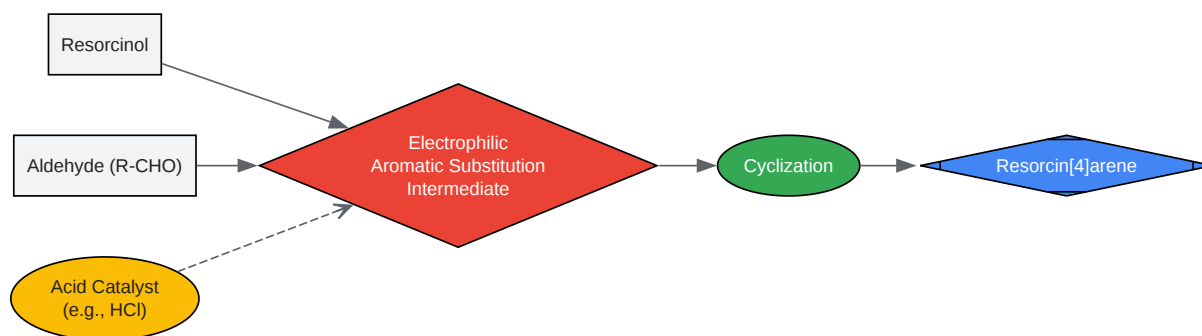 Resorcinol
Aldehyde (R-CHO)
Acid Catalyst
(e.g., HCl)
Electrophilic
Aromatic Substitution
Intermediate
Cyclization
Resorcin[4]arene